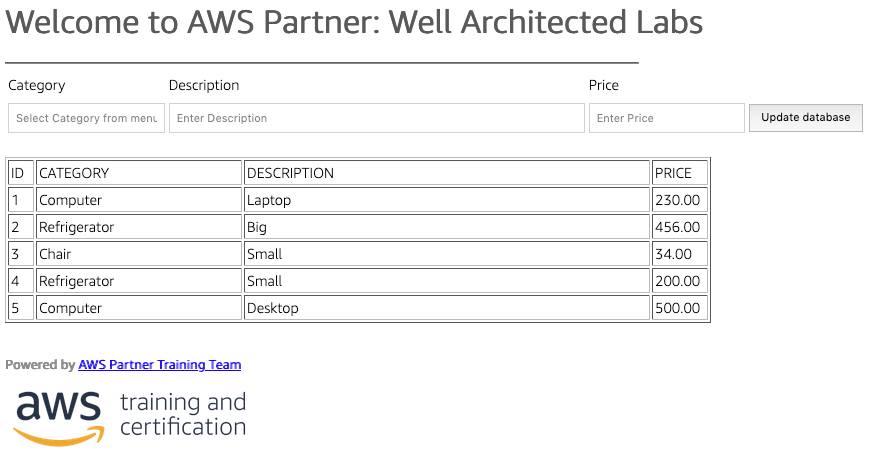 Welcome to AWS Partner: Well Architected Labs
Category Description Price
Select Category from menu Enter Description Enter Price Update database
ID CATEGORY DESCRIPTION PRICE
1 Computer Laptop 230.00
2 Refrigerator Big 456.00
3 Chair Small 34.00
4 Refrigerator Small 200.00
5 Computer Desktop 500.00
Powered by AWS Partner Training Team
aws training and
certification